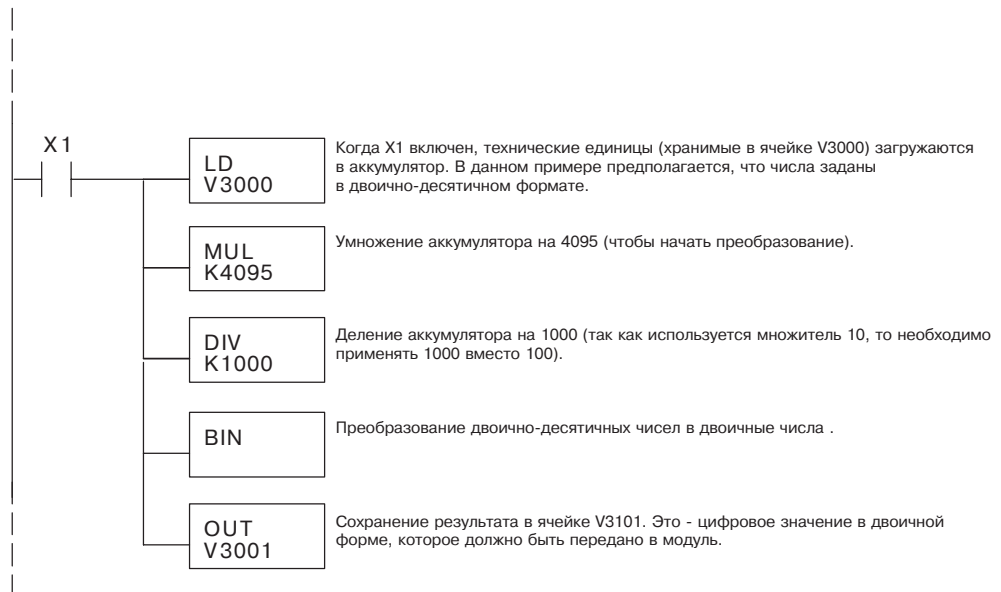 X1
LD
V3000
Когда X1 включен, технические единицы (хранимые в ячейке V3000) загружаются
в аккумулятор. В данном примере предполагается, что числа заданы
в двоично-десятичном формате.
MUL
K4095
Умножение аккумулятора на 4095 (чтобы начать преобразование).
DIV
K1000
Деление аккумулятора на 1000 (так как используется множитель 10, то необходимо
применять 1000 вместо 100).
BIN
Преобразование двоично-десятичных чисел в двоичные числа .
OUT
V3001
Сохранение результата в ячейке V3101. Это - цифровое значение в двоичной
форме, которое должно быть передано в модуль.